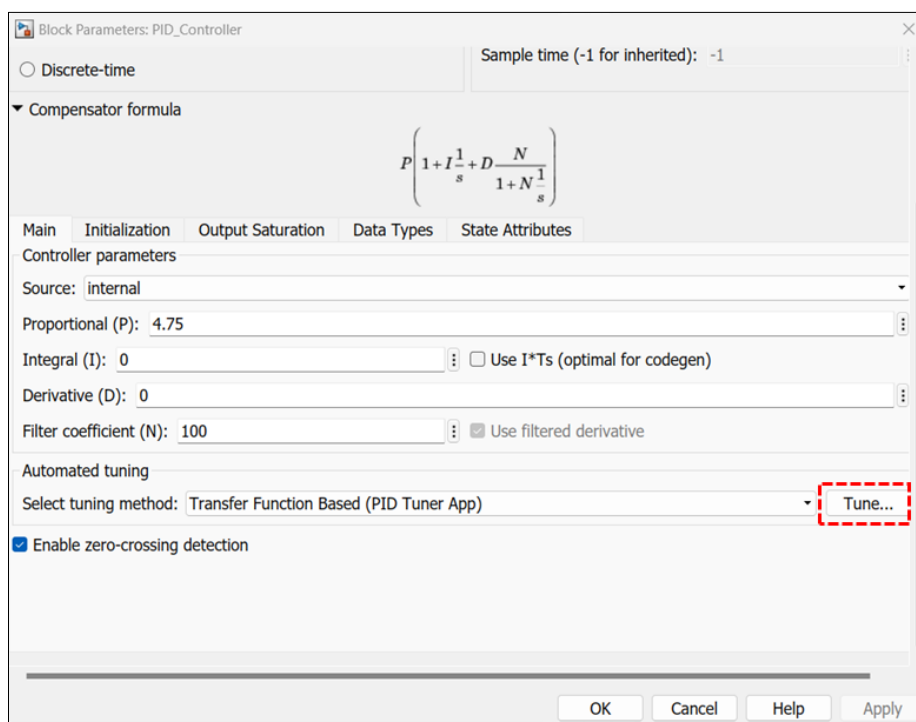 Block Parameters: PID_Controller
Sample time (-1 for inherited): -1
Discrete-time
Compensator formula
P(1+I 1/s+D N/(1+N 1/s))
Main Initialization Output Saturation Data Types State Attributes
Controller parameters
Source: internal
Proportional (P): 4.75
Integral (I): 0 Use I*Ts (optimal for codegen)
Derivative (D): 0
Filter coefficient (N): 100 Use filtered derivative
Automated tuning
Select tuning method: Transfer Function Based (PID Tuner App) Tune...
Enable zero-crossing detection
OK Cancel Help Apply